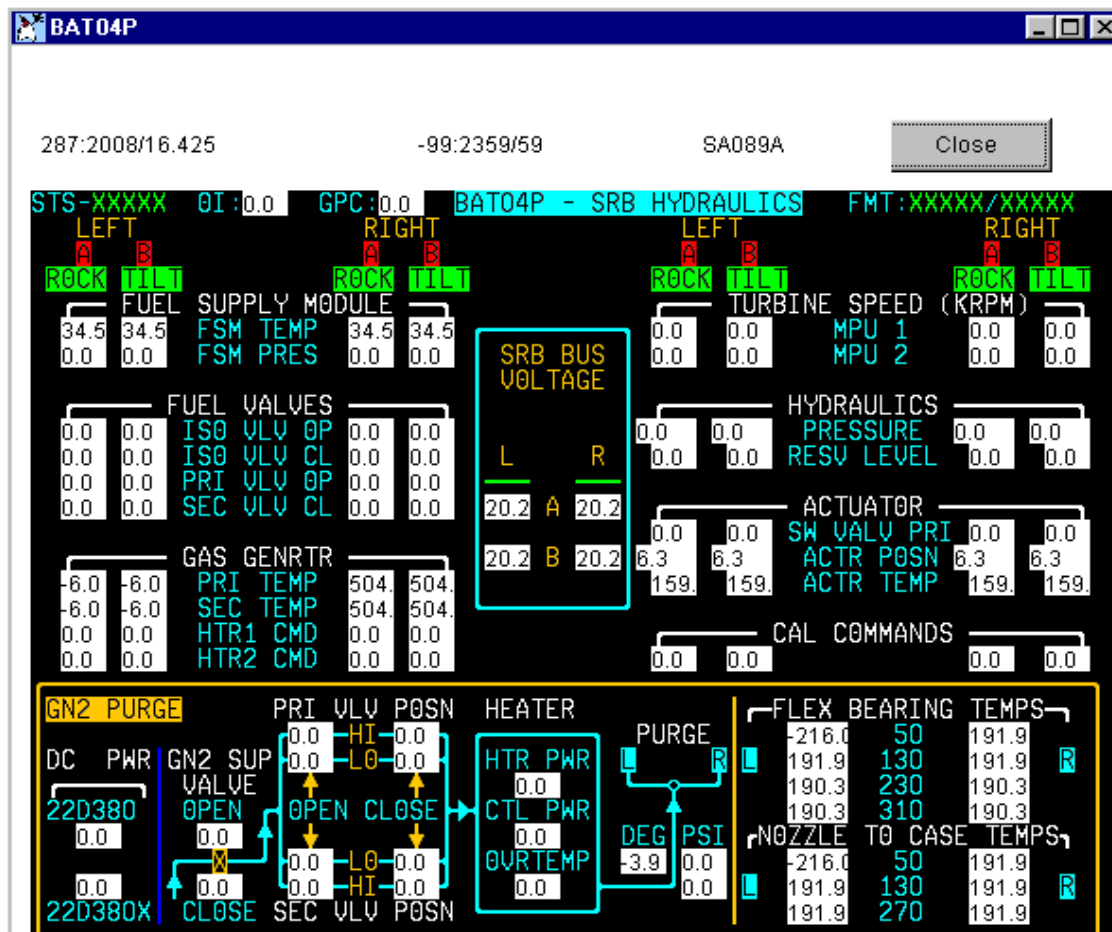 BAT04P
287:2008/16.425 -99:2359/59 SA089A Close
STS-XXXXX OI:0.0 GPC:0.0 BAT04P - SRB HYDRAULICS FMT:XXXXX/XXXXX
LEFT RIGHT LEFT RIGHT
A B A B A B A B
ROCK TILT ROCK TILT ROCK TILT ROCK TILT
FUEL SUPPLY MODULE TURBINE SPEED (KRPM)
34.5 34.5 FSM TEMP 34.5 34.5 0.0 0.0 MPU 1 0.0 0.0
0.0 0.0 FSM PRES 0.0 0.0 0.0 0.0 MPU 2 0.0 0.0
SRB BUS
VOLTAGE
FUEL VALVES HYDRAULICS
0.0 0.0 ISO VLV OP 0.0 0.0 0.0 0.0 PRESSURE 0.0 0.0
0.0 0.0 ISO VLV CL 0.0 0.0 L R 0.0 0.0 RESV LEVEL 0.0 0.0
0.0 0.0 PRI VLV OP 0.0 0.0
0.0 0.0 SEC VLV CL 0.0 0.0 20.2 A 20.2 ACTUATOR
0.0 0.0 SW VALV PRI 0.0 0.0
GAS GENRTR 20.2 B 20.2 6.3 6.3 ACTR POSN 6.3 6.3
-6.0 -6.0 PRI TEMP 504. 504. 159. 159. ACTR TEMP 159. 159.
-6.0 -6.0 SEC TEMP 504. 504.
0.0 0.0 HTR1 CMD 0.0 0.0 CAL COMMANDS
0.0 0.0 HTR2 CMD 0.0 0.0 0.0 0.0 0.0 0.0
GN2 PURGE PRI VLV POSN HEATER FLEX BEARING TEMPS
0.0 HI 0.0 PURGE -216.0 50 191.9
DC PWR GN2 SUP 0.0 LO 0.0 HTR PWR L R L 191.9 130 191.9 R
VALVE 0.0 190.3 230 190.3
22D380 OPEN OPEN CLOSE CTL PWR 190.3 310 190.3
0.0 0.0 0.0 DEG PSI NOZZLE TO CASE TEMPS
X 0.0 LO 0.0 OVRTEMP -3.9 0.0 -216.0 50 191.9
0.0 0.0 0.0 HI 0.0 0.0 0.0 L 191.9 130 191.9 R
22D380X CLOSE SEC VLV POSN 191.9 270 191.9